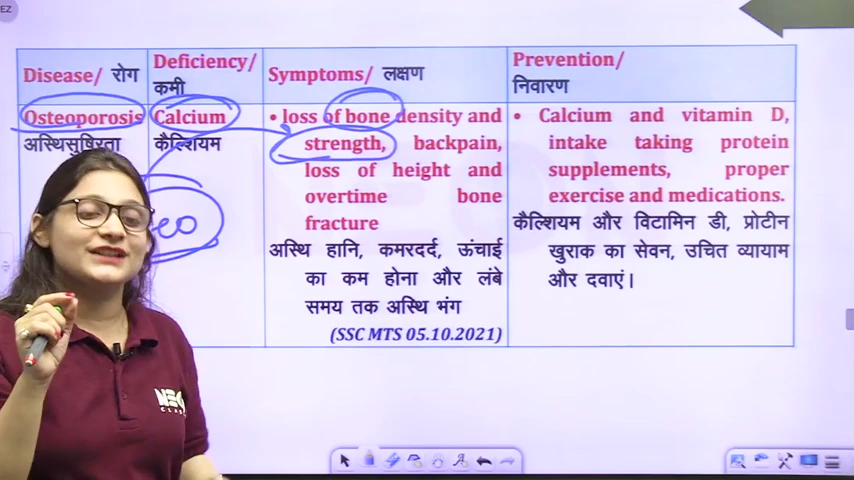 EZ
Disease/ रोग
Deficiency/
कमी
Symptoms/ लक्षण
Prevention/
निवारण
Osteoporosis
अस्थिसुषिरता
Calcium
कैल्शियम
• loss of bone density and
strength, backpain,
loss of height and
overtime bone
fracture
अस्थि हानि, कमरदर्द, ऊंचाई
का कम होना और लंबे
समय तक अस्थि भंग
(SSC MTS 05.10.2021)
• Calcium and vitamin D,
intake taking protein
supplements, proper
exercise and medications.
कैल्शियम और विटामिन डी, प्रोटीन
खुराक का सेवन, उचित व्यायाम
और दवाएं।
NEO